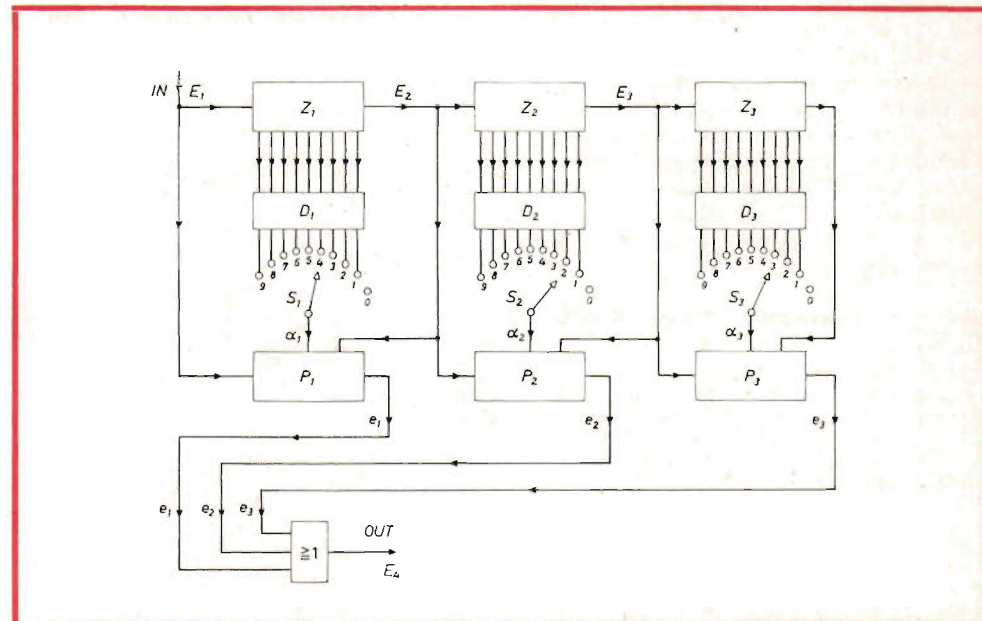 IN E₁ Z₁ E₂ Z₂ E₃ Z₃
D₁ D₂ D₃
9 8 7 6 5 4 3 2 1 0
9 8 7 6 5 4 3 2 1 0
9 8 7 6 5 4 3 2 1 0
S₁ S₂ S₃
α₁ α₂ α₃
P₁ P₂ P₃
e₁ e₂ e₃
e₁ e₂ e₃
OUT
≧1
E₄